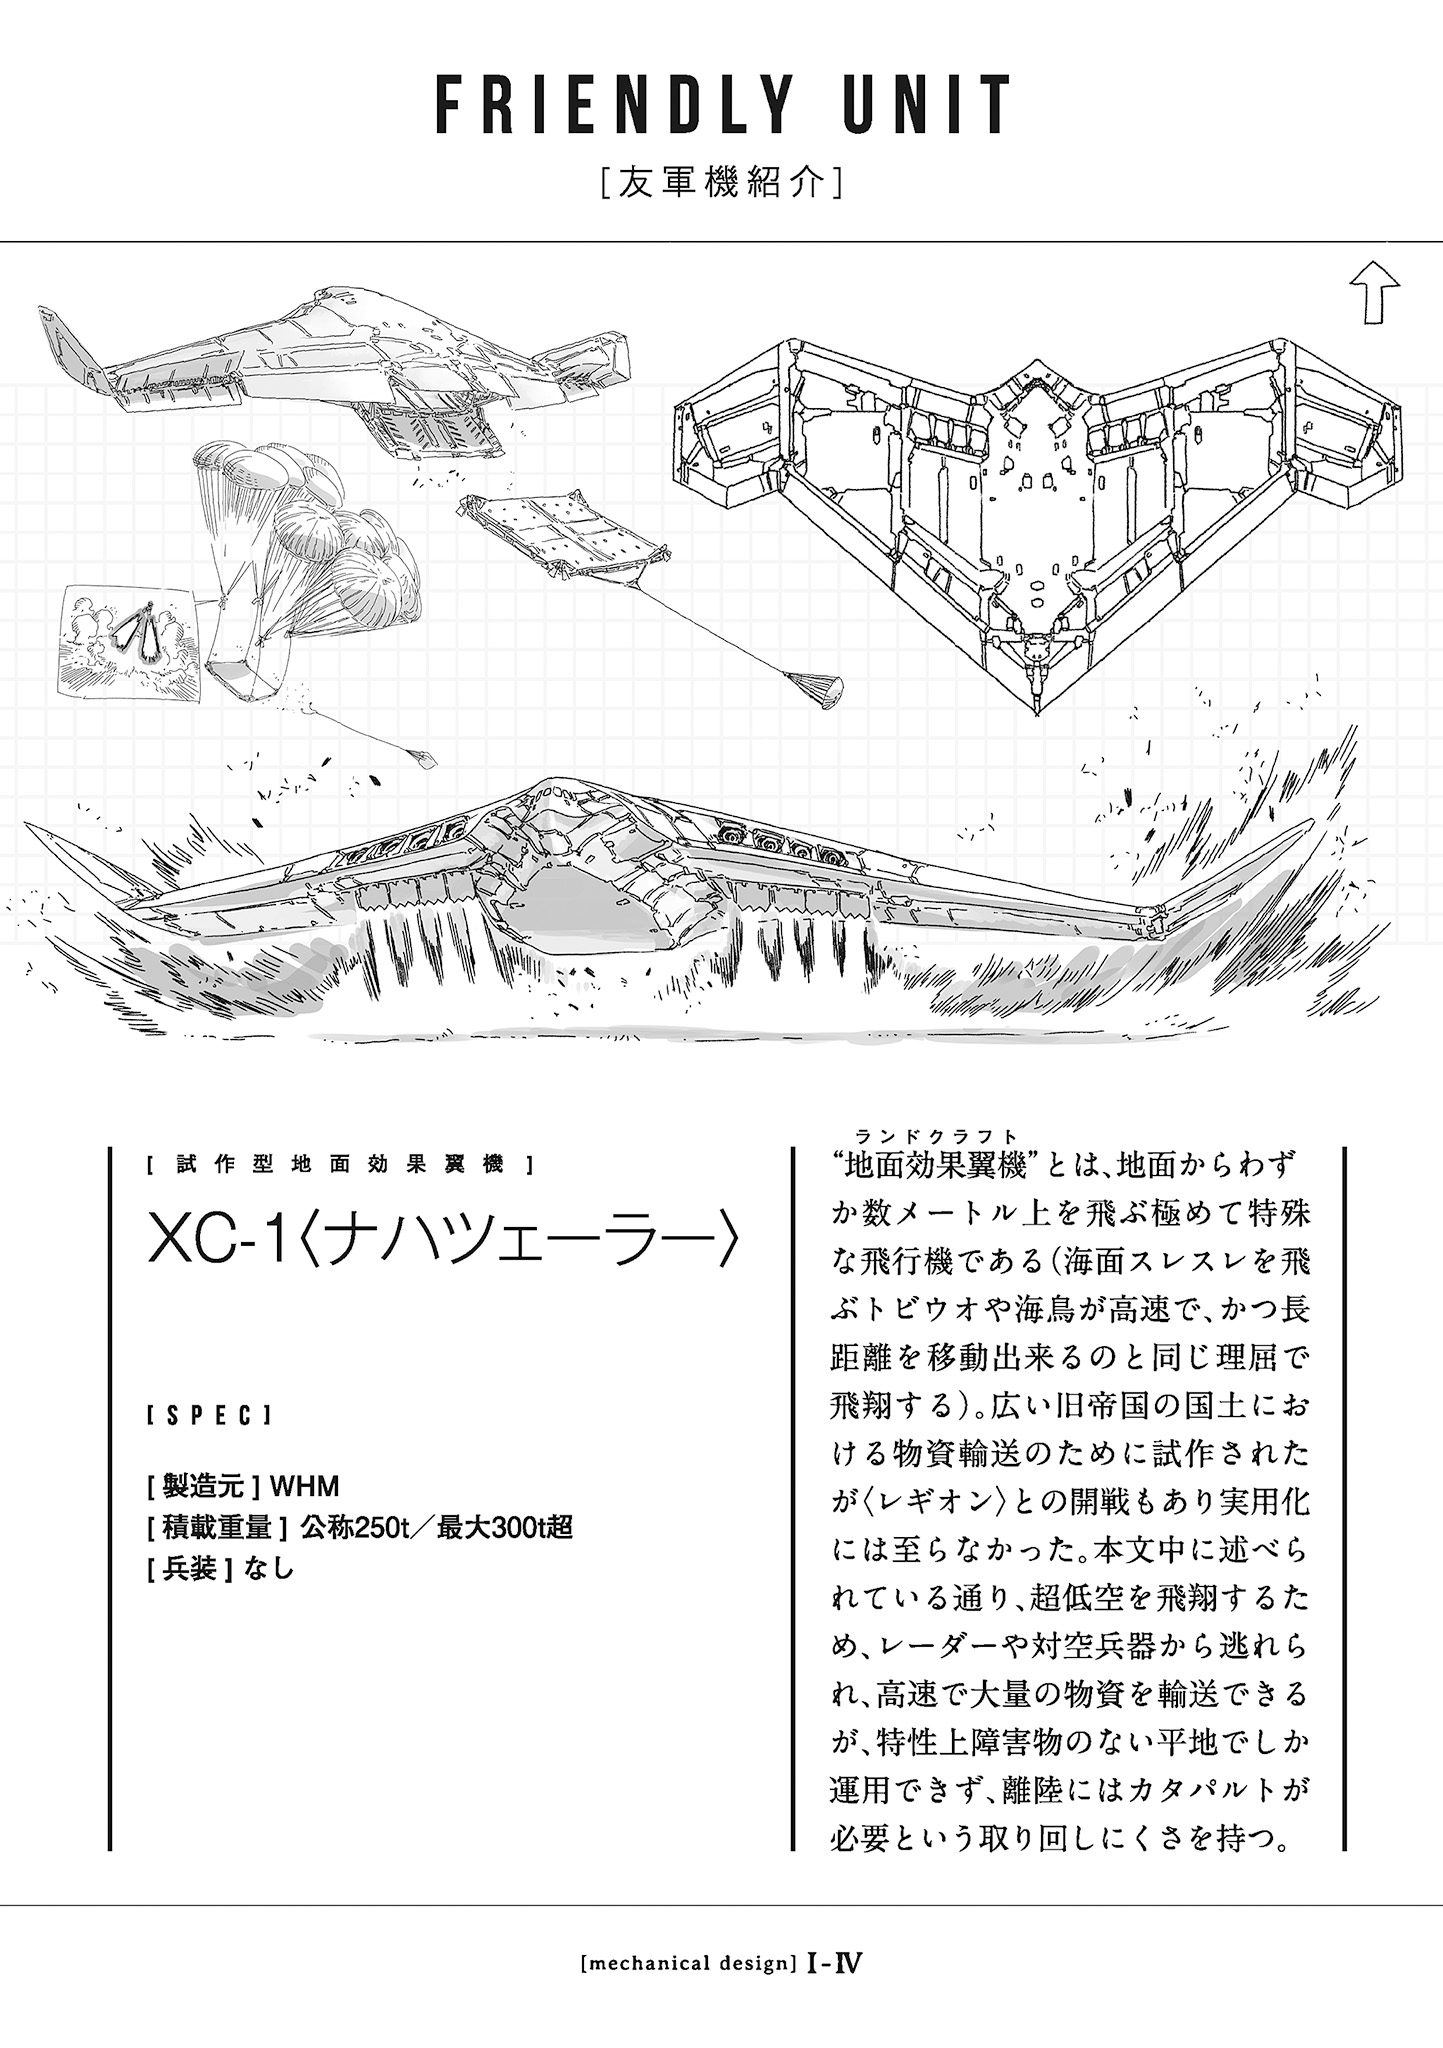 FRIENDLY UNIT
[友軍機紹介]
[試作型地面効果翼機]
XC-1〈ナハツェーラー〉
[SPEC]
[製造元] WHM
[積載重量] 公称250t／最大300t超
[兵装] なし
ランドクラフト
“地面効果翼機”とは、地面からわず
か数メートル上を飛ぶ極めて特殊
な飛行機である(海面スレスレを飛
ぶトビウオや海鳥が高速で、かつ長
距離を移動出来るのと同じ理屈で
飛翔する)。広い旧帝国の国土にお
ける物資輸送のために試作された
が〈レギオン〉との開戦もあり実用化
には至らなかった。本文中に述べら
れている通り、超低空を飛翔するた
め、レーダーや対空兵器から逃れら
れ、高速で大量の物資を輸送できる
が、特性上障害物のない平地でしか
運用できず、離陸にはカタパルトが
必要という取り回しにくさを持つ。
[mechanical design] I-IV